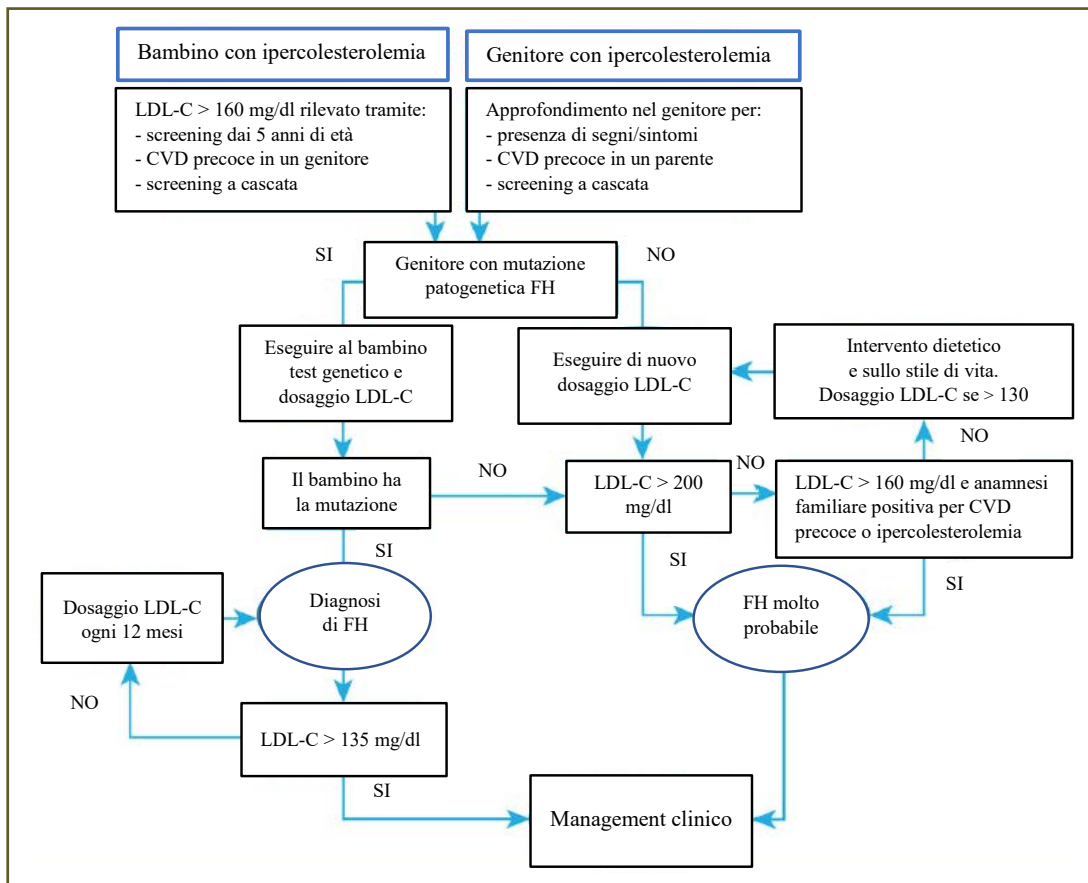 Bambino con ipercolesterolemia
Genitore con ipercolesterolemia
LDL-C > 160 mg/dl rilevato tramite:
- screening dai 5 anni di età
- CVD precoce in un genitore
- screening a cascata
Approfondimento nel genitore per:
- presenza di segni/sintomi
- CVD precoce in un parente
- screening a cascata
SI
Genitore con mutazione
patogenetica FH
NO
Eseguire al bambino
test genetico e
dosaggio LDL-C
Eseguire di nuovo
dosaggio LDL-C
Intervento dietetico
e sullo stile di vita.
Dosaggio LDL-C se > 130
NO
Il bambino ha
la mutazione
NO
LDL-C > 200
mg/dl
NO
LDL-C > 160 mg/dl e anamnesi
familiare positiva per CVD
precoce o ipercolesterolemia
SI
SI
SI
Dosaggio LDL-C
ogni 12 mesi
Diagnosi
di FH
FH molto
probabile
NO
LDL-C > 135 mg/dl
SI
Management clinico